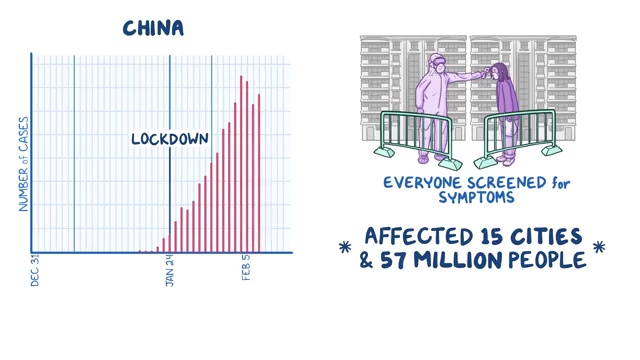 CHINA
NUMBER of CASES
LOCKDOWN
DEC 31
JAN 24
FEB 5
EVERYONE SCREENED for
SYMPTOMS
* AFFECTED 15 CITIES *
& 57 MILLION PEOPLE